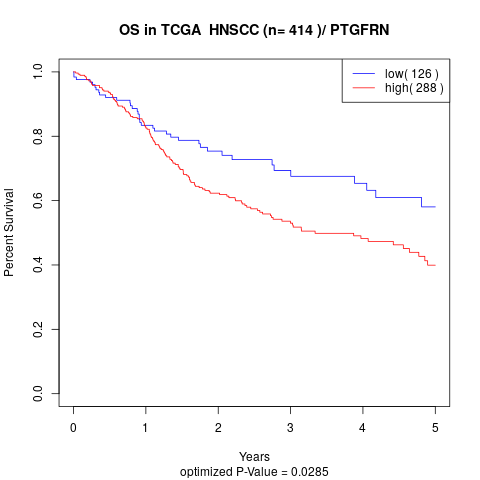 OS in TCGA HNSCC (n= 414 )/ PTGFRN
low( 126 )
high( 288 )
1.0
0.8
0.6
0.4
0.2
0.0
Percent Survival
0 1 2 3 4 5
Years
optimized P-Value = 0.0285